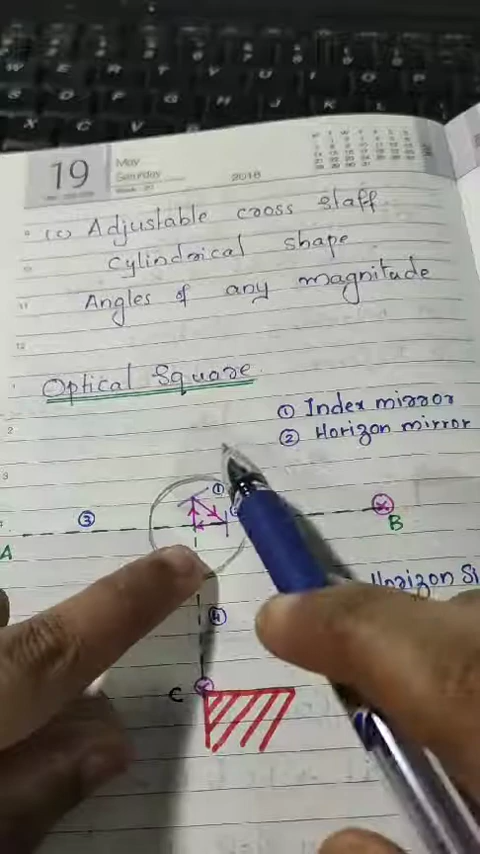 19
May
Saturday
2018
(c) Adjustable cross staff
Cylindrical shape
Angles of any magnitude
Optical Square
① Index mirror
② Horizon mirror
①
③
A
B
Horizon Si
④
C